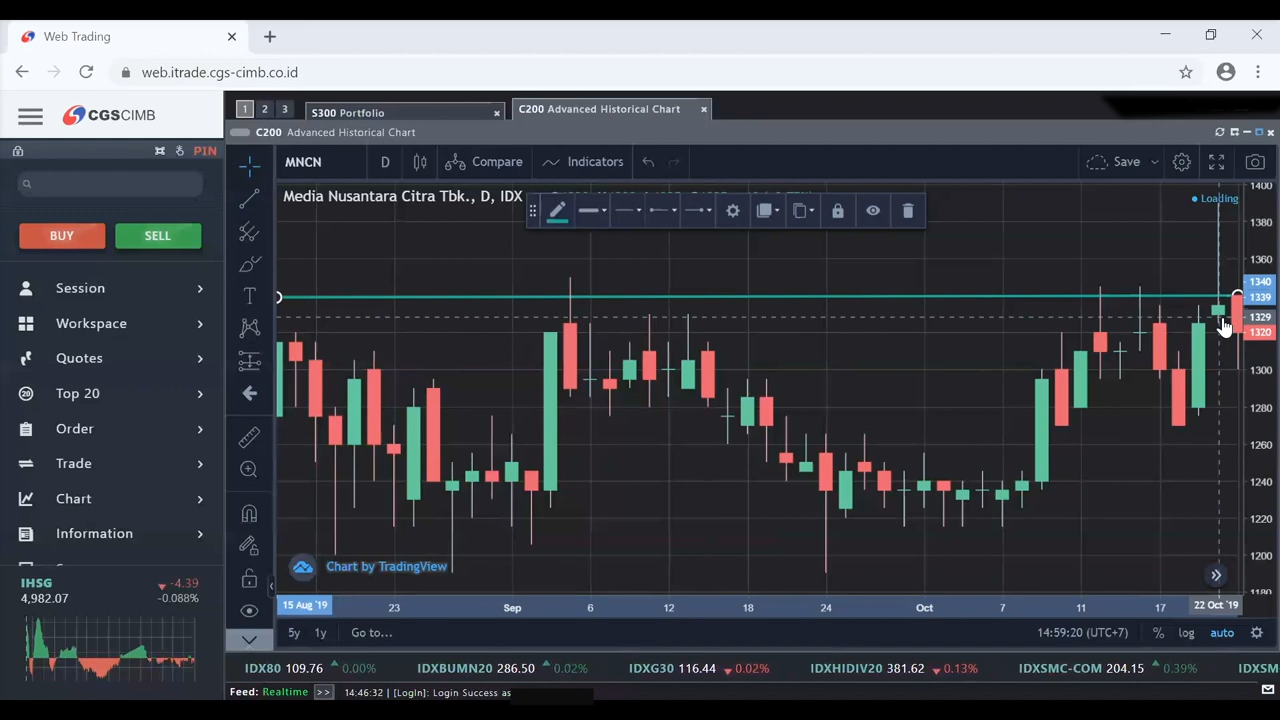 Web Trading
web.itrade.cgs-cimb.co.id
CGSCIMB
1 2 3
S300 Portfolio
C200 Advanced Historical Chart
C200 Advanced Historical Chart
PIN
MNCN D Compare Indicators Save
Media Nusantara Citra Tbk., D, IDX
Loading
BUY SELL
Session
Workspace
Quotes
Top 20
Order
Trade
Chart
Information
1400
1380
1360
1340
1339
1329
1320
1300
1280
1260
1240
1220
1200
Chart by TradingView
15 Aug '19 23 Sep 6 12 18 24 Oct 7 11 17 22 Oct '19
5y 1y Go to... 14:59:20 (UTC+7) % log auto
IHSG -4.39
4,982.07 -0.088%
IDX80 109.76 0.00% IDXBUMN20 286.50 0.02% IDXG30 116.44 0.02% IDXHIDIV20 381.62 0.13% IDXSMC-COM 204.15 0.39% IDXSM
Feed: Realtime >> 14:46:32 | [LogIn]: Login Success as